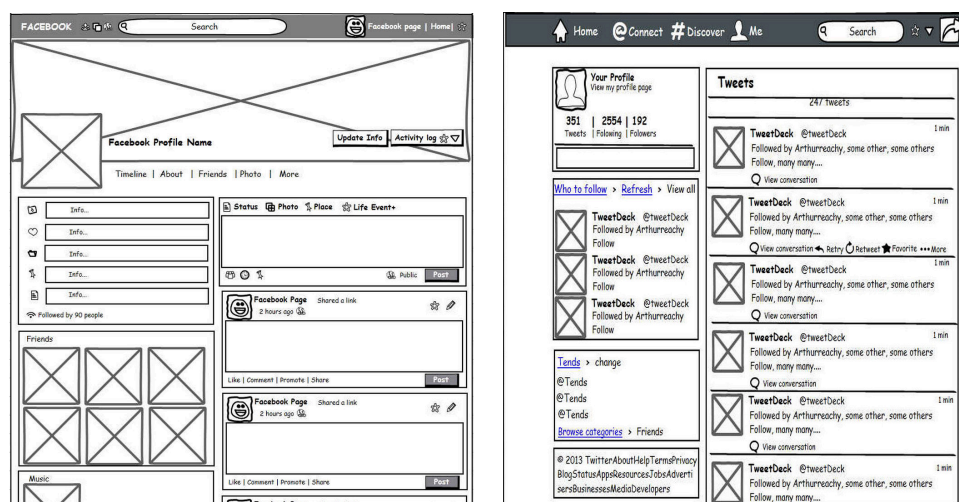 FACEBOOK Search Facebook page | Home|
Facebook Profile Name
Update Info Activity log
Timeline | About | Friends | Photo | More
Info...
Info...
Info...
Info...
Info...
Followed by 90 people
Friends
Music
Status Photo Place Life Event+
Public Post
Facebook Page Shared a link
2 hours ago
Like | Comment | Promote | Share Post
Facebook Page Shared a link
2 hours ago
Like | Comment | Promote | Share Post
Home @Connect #Discover Me Search
Your Profile
View my profile page
351 | 2554 | 192
Tweets | Folowing | Folowers
Who to follow > Refresh > View all
TweetDeck @tweetDeck
Followed by Arthurreachy
Follow
TweetDeck @tweetDeck
Followed by Arthurreachy
Follow
TweetDeck @tweetDeck
Followed by Arthurreachy
Follow
Tends > change
@Tends
@Tends
@Tends
Browse categories > Friends
© 2013 TwitterAboutHelpTermsPrivacy
BlogStatusAppsResourcesJobsAdverti
sersBusinessesMediaDevelopers
Tweets
247 tweets
TweetDeck @tweetDeck 1 min
Followed by Arthurreachy, some other, some others
Follow, many many....
View conversation
TweetDeck @tweetDeck 1 min
Followed by Arthurreachy, some other, some others
Follow, many many....
View conversation Retry Retweet Favorite •••More
TweetDeck @tweetDeck 1 min
Followed by Arthurreachy, some other, some others
Follow, many many....
View conversation
TweetDeck @tweetDeck 1 min
Followed by Arthurreachy, some other, some others
Follow, many many....
View conversation
TweetDeck @tweetDeck 1 min
Followed by Arthurreachy, some other, some others
Follow, many many....
View conversation
TweetDeck @tweetDeck 1 min
Followed by Arthurreachy, some other, some others
Follow, many many....